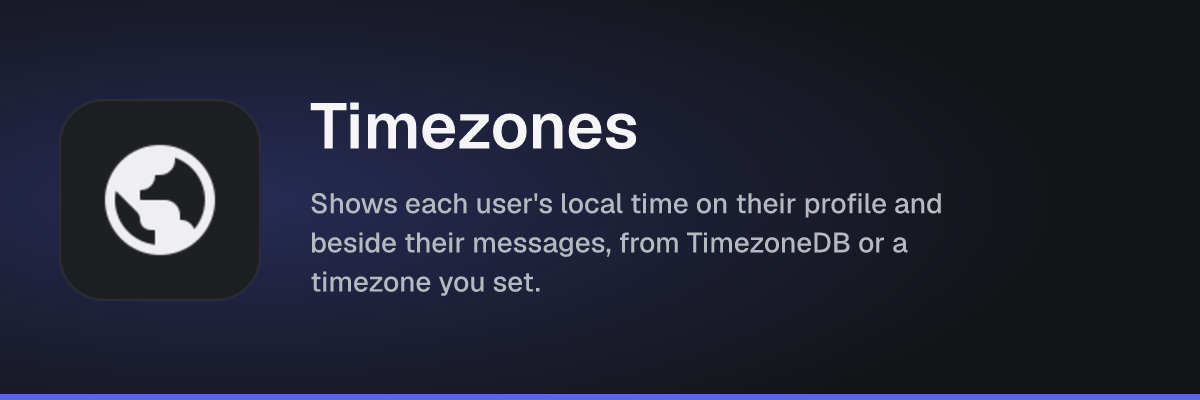 Timezones
Shows each user's local time on their profile and
beside their messages, from TimezoneDB or a
timezone you set.